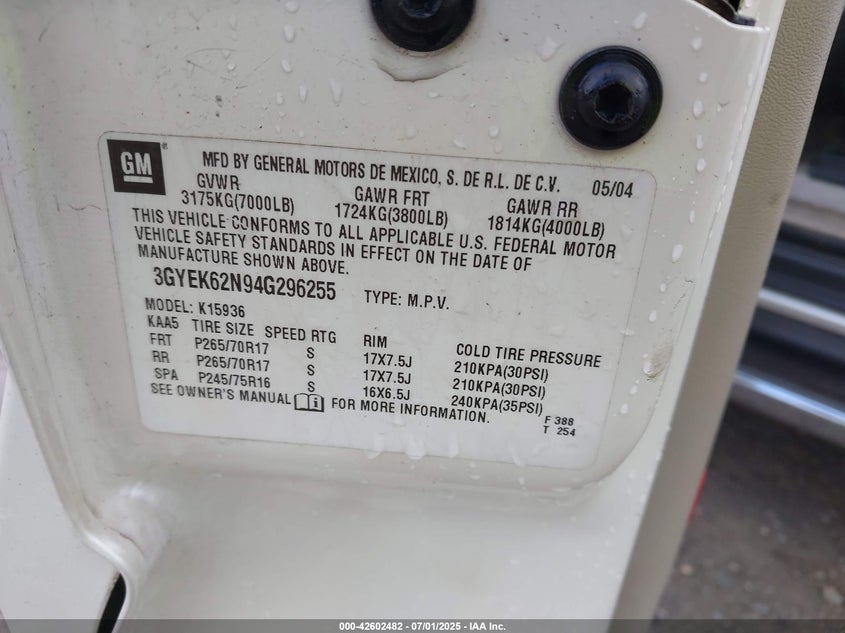 GM
MFD BY GENERAL MOTORS DE MEXICO, S. DE R.L. DE C.V. 05/04
GVWR GAWR FRT GAWR RR
3175KG(7000LB) 1724KG(3800LB) 1814KG(4000LB)
THIS VEHICLE CONFORMS TO ALL APPLICABLE U.S. FEDERAL MOTOR
VEHICLE SAFETY STANDARDS IN EFFECT ON THE DATE OF
MANUFACTURE SHOWN ABOVE.
3GYEK62N94G296255 TYPE: M.P.V.
MODEL: K15936
KAA5 TIRE SIZE SPEED RTG RIM COLD TIRE PRESSURE
FRT P265/70R17 S 17X7.5J 210KPA(30PSI)
RR P265/70R17 S 17X7.5J 210KPA(30PSI)
SPA P245/75R16 S 16X6.5J 240KPA(35PSI)
SEE OWNER'S MANUAL FOR MORE INFORMATION.
F 388
T 254
000-42602482 - 07/01/2025 - IAA Inc.